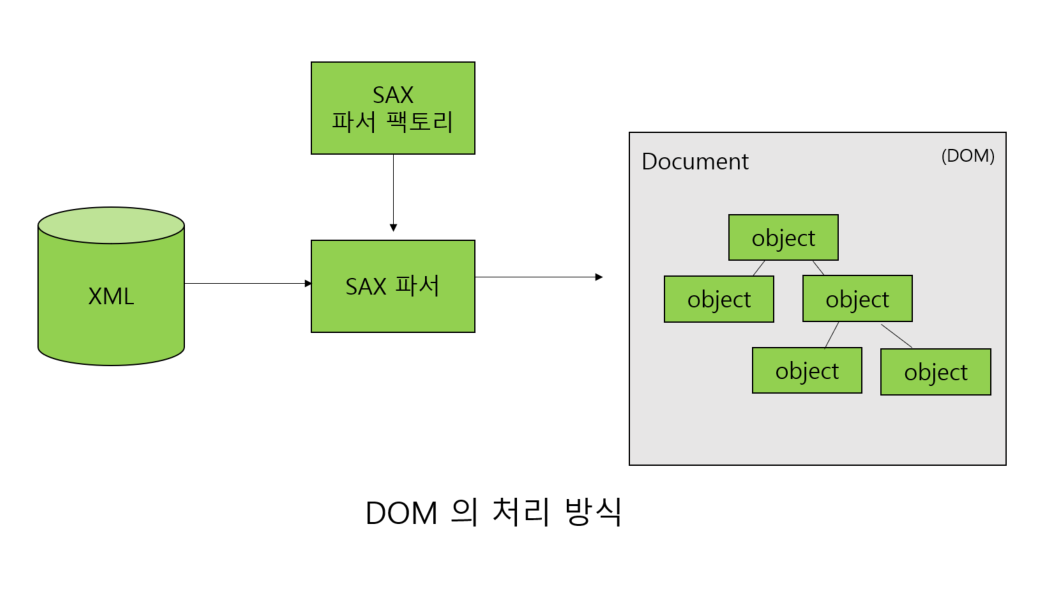 SAX
파서 팩토리
XML
SAX 파서
Document
(DOM)
object
object
object
object
object
DOM 의 처리 방식